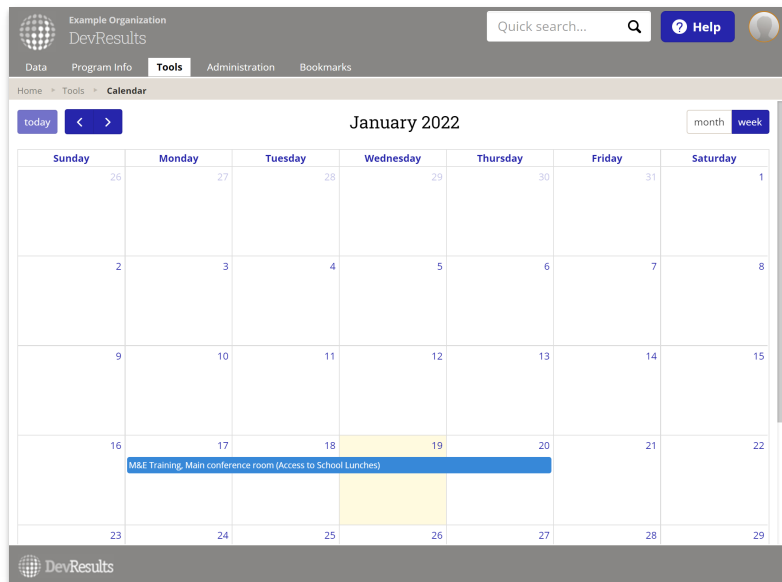 Example Organization
DevResults
Quick search...
Help
Data Program Info Tools Administration Bookmarks
Home Tools Calendar
today
January 2022
month week
Sunday Monday Tuesday Wednesday Thursday Friday Saturday
26 27 28 29 30 31 1
2 3 4 5 6 7 8
9 10 11 12 13 14 15
16 17 18 19 20 21 22
M&E Training, Main conference room (Access to School Lunches)
23 24 25 26 27 28 29
DevResults